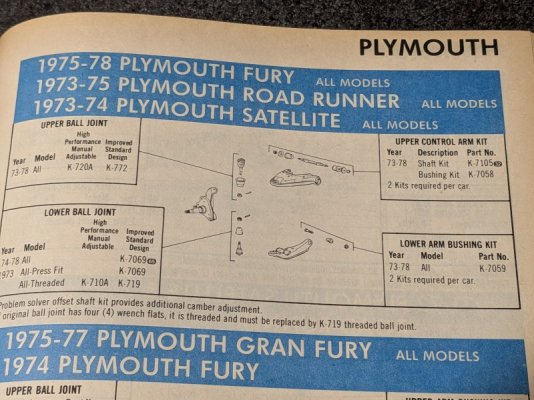 PLYMOUTH
1975-78 PLYMOUTH FURY ALL MODELS
1973-75 PLYMOUTH ROAD RUNNER ALL MODELS
1973-74 PLYMOUTH SATELLITE ALL MODELS
UPPER BALL JOINT
High
Performance Improved
Manual Standard
Year Model Adjustable Design
73-78 All K-720A K-772
LOWER BALL JOINT
High
Performance Improved
Manual Standard
Year Model Adjustable Design
74-78 All K-7069
1973 All-Press Fit K-7069
All-Threaded K-710A K-719
UPPER CONTROL ARM KIT
Year Description Part No.
73-78 Shaft Kit K-7105
Bushing Kit K-7058
2 Kits required per car.
LOWER ARM BUSHING KIT
Year Model Part No.
73-78 All K-7059
2 Kits required per car.
Problem solver offset shaft kit provides additional camber adjustment.
original ball joint has four (4) wrench flats, it is threaded and must be replaced by K-719 threaded ball joint.
1975-77 PLYMOUTH GRAN FURY ALL MODELS
1974 PLYMOUTH FURY ALL MODELS
UPPER BALL JOINT